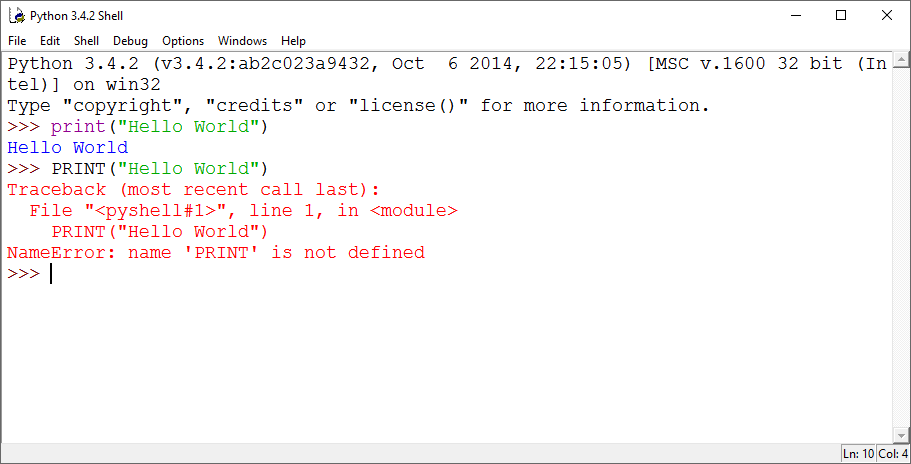 Python 3.4.2 Shell
File Edit Shell Debug Options Windows Help
Python 3.4.2 (v3.4.2:ab2c023a9432, Oct  6 2014, 22:15:05) [MSC v.1600 32 bit (In
tel)] on win32
Type "copyright", "credits" or "license()" for more information.
>>> print("Hello World")
Hello World
>>> PRINT("Hello World")
Traceback (most recent call last):
  File "<pyshell#1>", line 1, in <module>
    PRINT("Hello World")
NameError: name 'PRINT' is not defined
>>>
Ln: 10 Col: 4